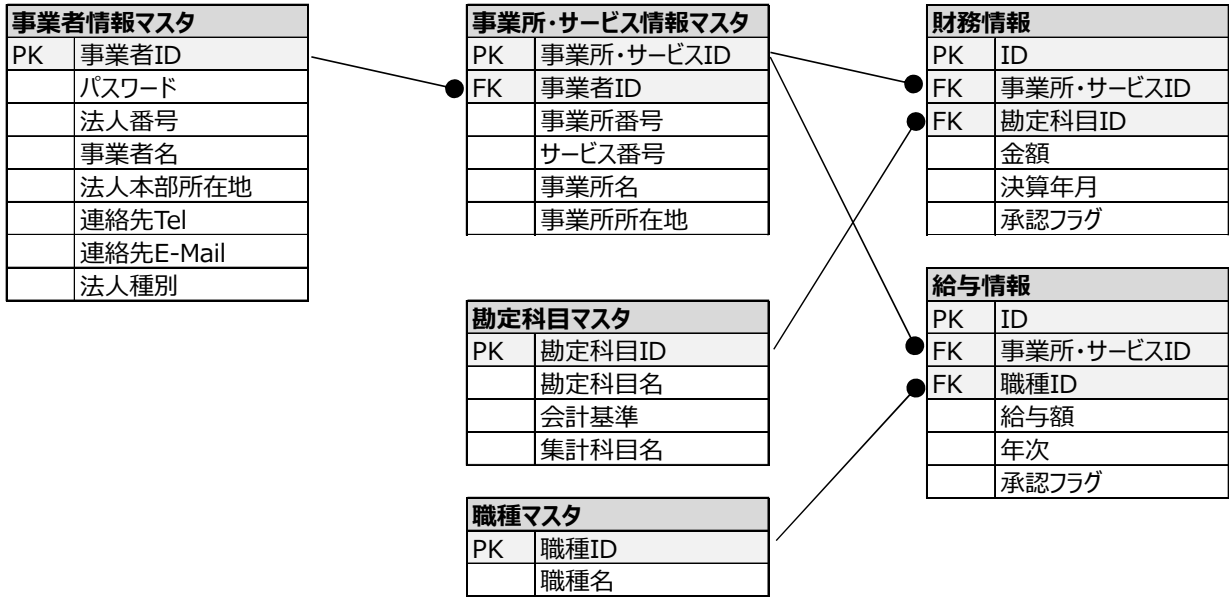 事業者情報マスタ
PK 事業者ID
パスワード
法人番号
事業者名
法人本部所在地
連絡先Tel
連絡先E-Mail
法人種別
事業所・サービス情報マスタ
PK 事業所・サービスID
FK 事業者ID
事業所番号
サービス番号
事業所名
事業所所在地
勘定科目マスタ
PK 勘定科目ID
勘定科目名
会計基準
集計科目名
職種マスタ
PK 職種ID
職種名
財務情報
PK ID
FK 事業所・サービスID
FK 勘定科目ID
金額
決算年月
承認フラグ
給与情報
PK ID
FK 事業所・サービスID
FK 職種ID
給与額
年次
承認フラグ